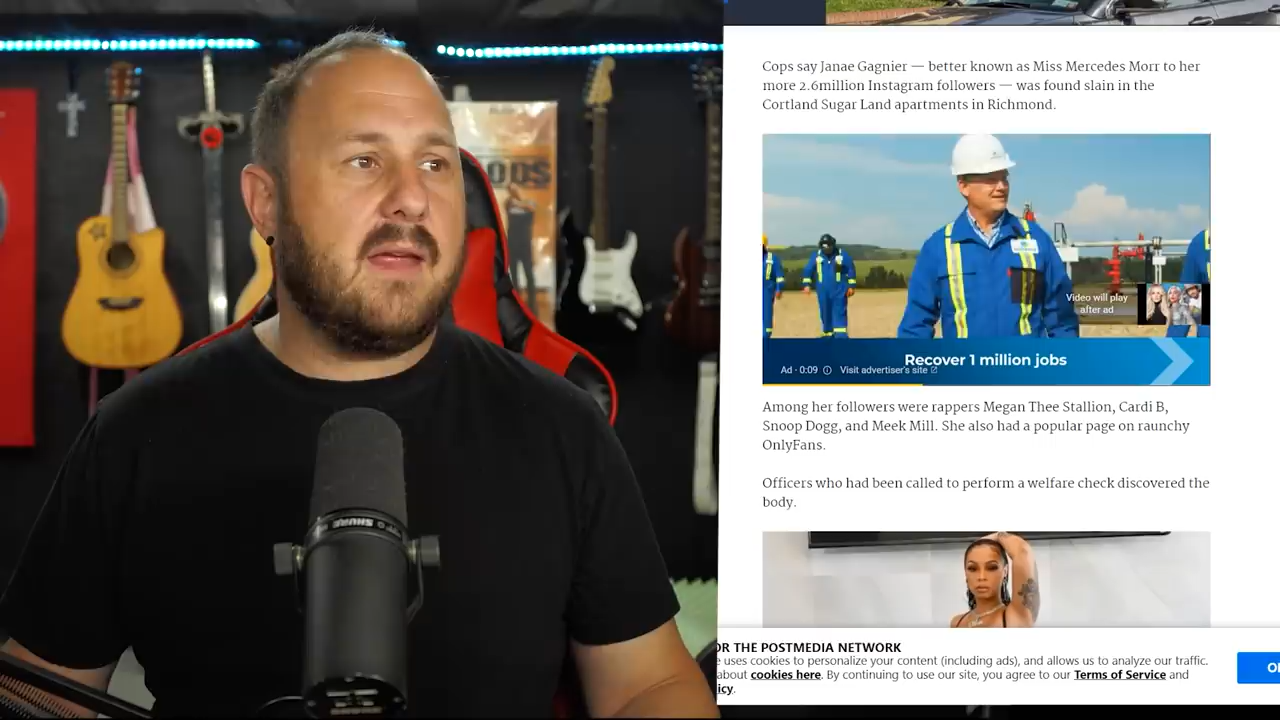 Cops say Janae Gagnier — better known as Miss Mercedes Morr to her
more 2.6million Instagram followers — was found slain in the
Cortland Sugar Land apartments in Richmond.
Video will play
after ad
Recover 1 million jobs
Ad · 0:09 Visit advertiser's site
Among her followers were rappers Megan Thee Stallion, Cardi B,
Snoop Dogg, and Meek Mill. She also had a popular page on raunchy
OnlyFans.
Officers who had been called to perform a welfare check discovered the
body.
OR THE POSTMEDIA NETWORK
e uses cookies to personalize your content (including ads), and allows us to analyze our traffic.
about cookies here. By continuing to use our site, you agree to our Terms of Service and
icy.
SHURE